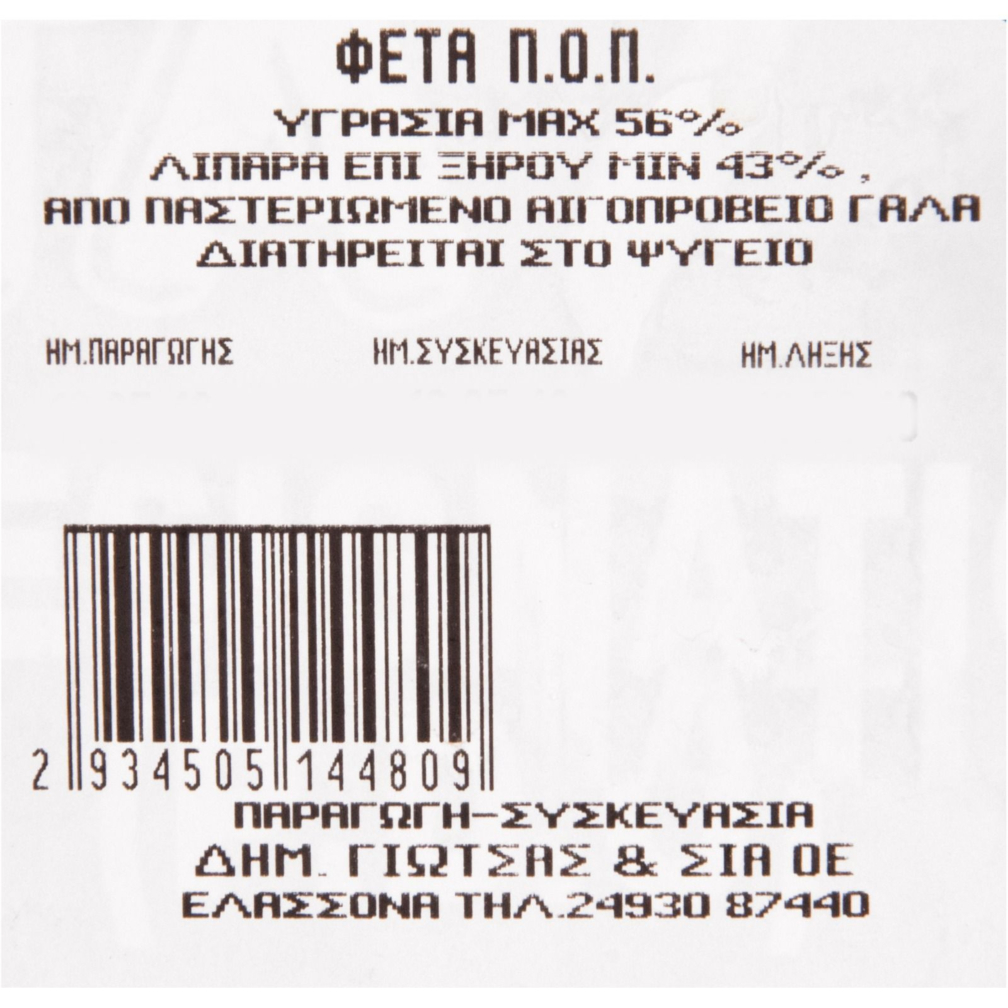 ΦΕΤΑ Π.Ο.Π.
ΥΓΡΑΣΙΑ MAX 56%
ΛΙΠΑΡΑ ΕΠΙ ΞΗΡΟΥ MIN 43% ,
ΑΠΟ ΠΑΣΤΕΡΙΩΜΕΝΟ ΑΙΓΟΠΡΟΒΕΙΟ ΓΑΛΑ
ΔΙΑΤΗΡΕΙΤΑΙ ΣΤΟ ΨΥΓΕΙΟ
ΗΜ.ΠΑΡΑΓΩΓΗΣ ΗΜ.ΣΥΣΚΕΥΑΣΙΑΣ ΗΜ.ΛΗΞΗΣ
2 934505 144809
ΠΑΡΑΓΩΓΗ-ΣΥΣΚΕΥΑΣΙΑ
ΔΗΜ. ΓΙΩΤΣΑΣ & ΣΙΑ ΟΕ
ΕΛΑΣΣΟΝΑ ΤΗΛ.24930 87440